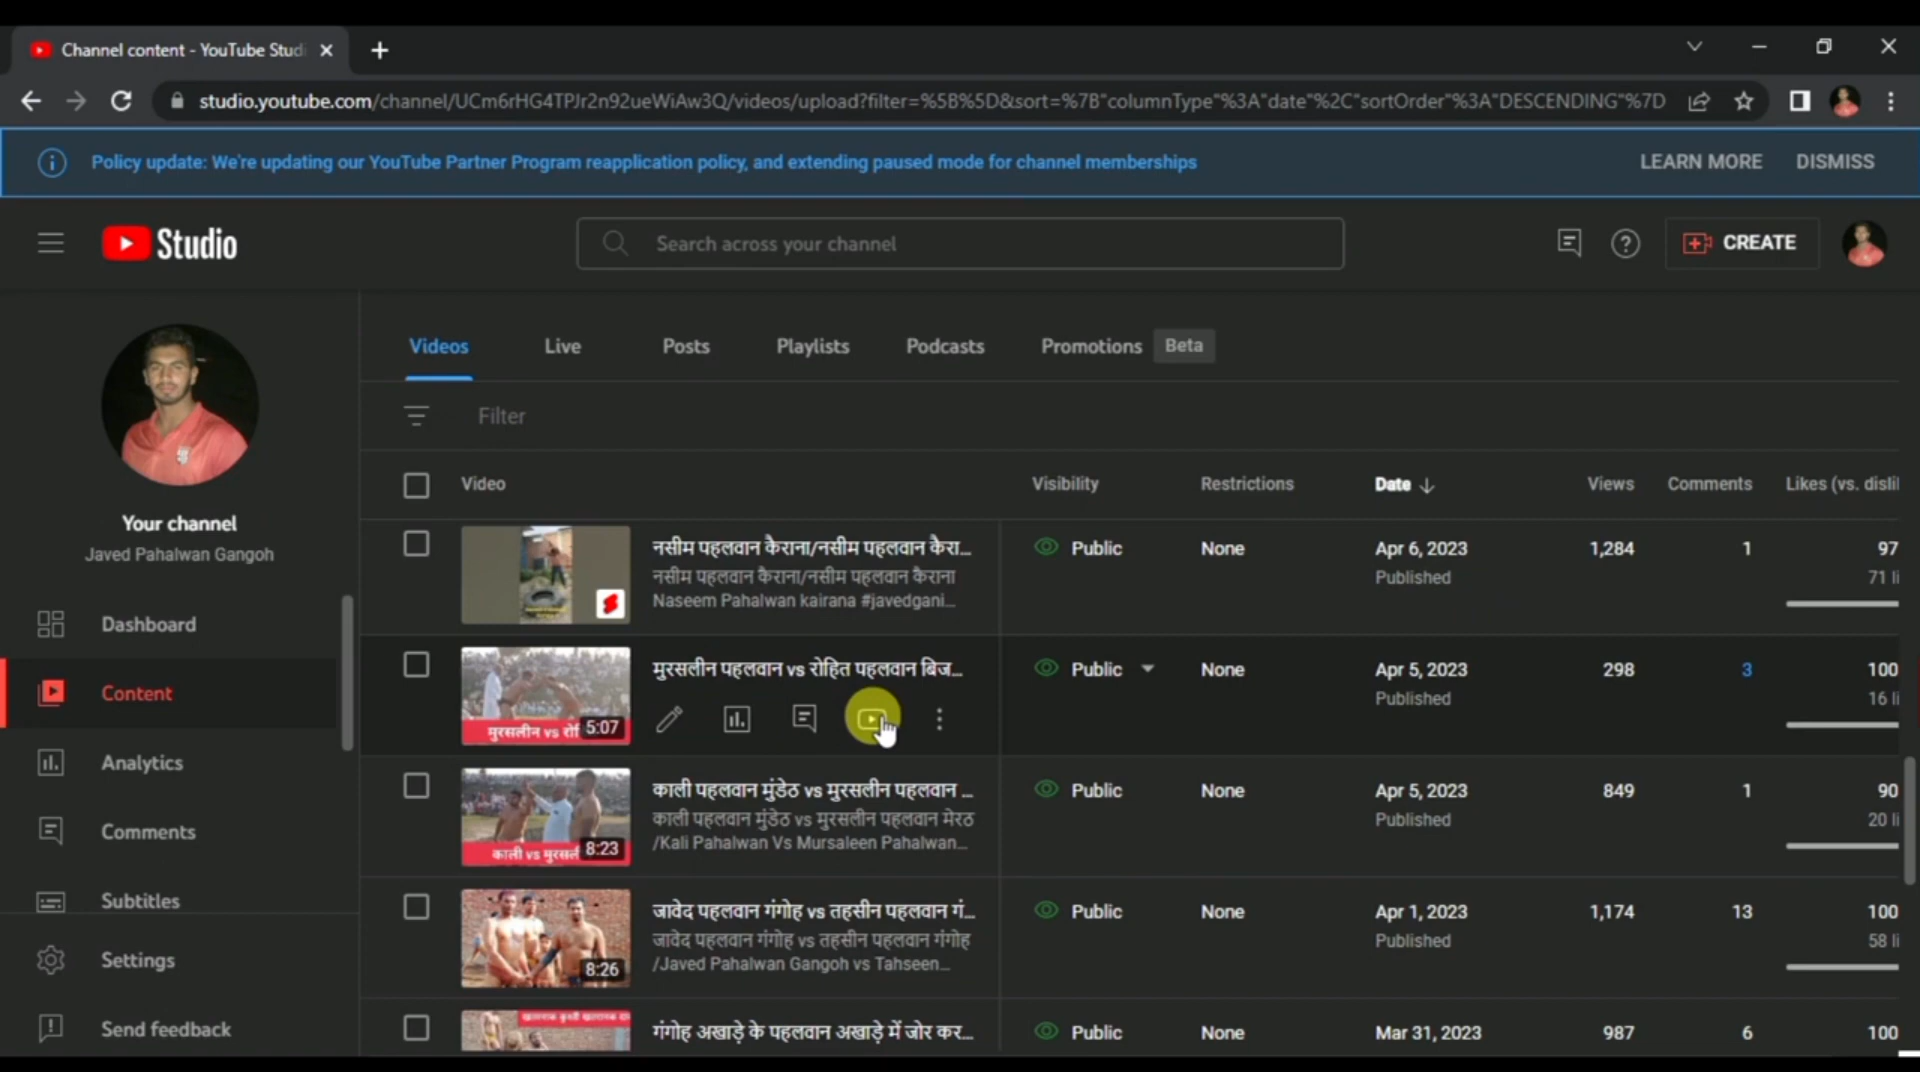 Channel content - YouTube Studi
studio.youtube.com/channel/UCm6rHG4TPJr2n92ueWiAw3Q/videos/upload?filter=%5B%5D&sort=%7B"columnType"%3A"date"%2C"sortOrder"%3A"DESCENDING"%7D
Policy update: We're updating our YouTube Partner Program reapplication policy, and extending paused mode for channel memberships LEARN MORE DISMISS
Studio Search across your channel CREATE
Videos Live Posts Playlists Podcasts Promotions Beta
Filter
Your channel
Javed Pahalwan Gangoh
Dashboard
Content
Analytics
Comments
Subtitles
Settings
Send feedback
Video Visibility Restrictions Date Views Comments Likes (vs. disli
नसीम पहलवान कैराना/नसीम पहलवान कैरा... Public None Apr 6, 2023 1,284 1 97
नसीम पहलवान कैराना/नसीम पहलवान कैराना Published 71 li
Naseem Pahalwan kairana #javedgani...
मुरसलीन पहलवान vs रोहित पहलवान बिज... Public None Apr 5, 2023 298 3 100
Published 16 li
मुरसलीन vs रो 5:07
काली पहलवान मुंडेठ vs मुरसलीन पहलवान ... Public None Apr 5, 2023 849 1 90
काली पहलवान मुंडेठ vs मुरसलीन पहलवान मेरठ Published 20 li
/Kali Pahalwan Vs Mursaleen Pahalwan...
काली vs मुरसल 8:23
जावेद पहलवान गंगोह vs तहसीन पहलवान गं... Public None Apr 1, 2023 1,174 13 100
जावेद पहलवान गंगोह vs तहसीन पहलवान गंगोह Published 58 li
/Javed Pahalwan Gangoh vs Tahseen...
8:26
गंगोह अखाड़े के पहलवान अखाड़े में जोर कर... Public None Mar 31, 2023 987 6 100